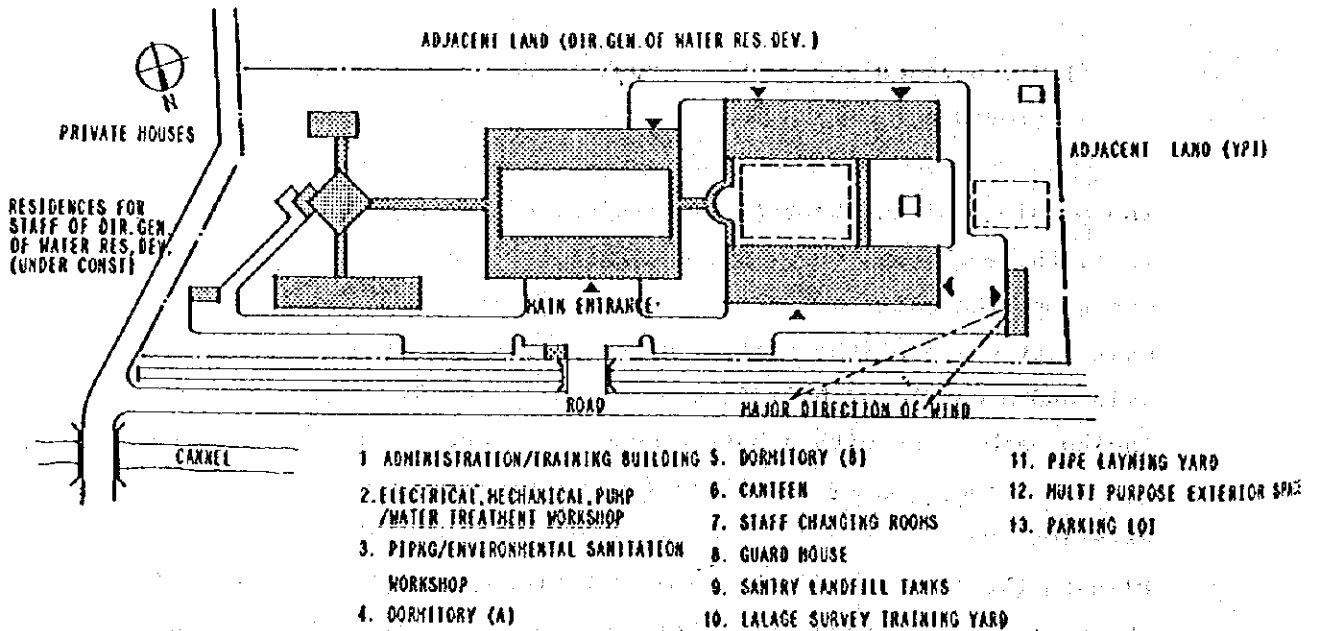 ADJACENT LAND (DIR.GEN.OF WATER RES.DEV.)
N
PRIVATE HOUSES
ADJACENT LAND (YPI)
RESIDENCES FOR
STAFF OF DIR.GEN.
OF WATER RES.DEV.
(UNDER CONST)
MAIN ENTRANCE
ROAD
MAJOR DIRECTION OF WIND
CANNEL
1 ADMINISTRATION/TRAINING BUILDING
2.ELECTRICAL,MECHANICAL,PUMP
/WATER TREATMENT WORKSHOP
3. PIPNG/ENVIRONMENTAL SANITATION
WORKSHOP
4. DORMITORY (A)
5. DORMITORY (B)
6. CANTEEN
7. STAFF CHANGING ROOMS
8. GUARD HOUSE
9. SANTRY LANDFILL TANKS
10. LALAGE SURVEY TRAINING YARD
11. PIPE LAYNING YARD
12. MULTI PURPOSE EXTERIOR SPACE
13. PARKING LOT